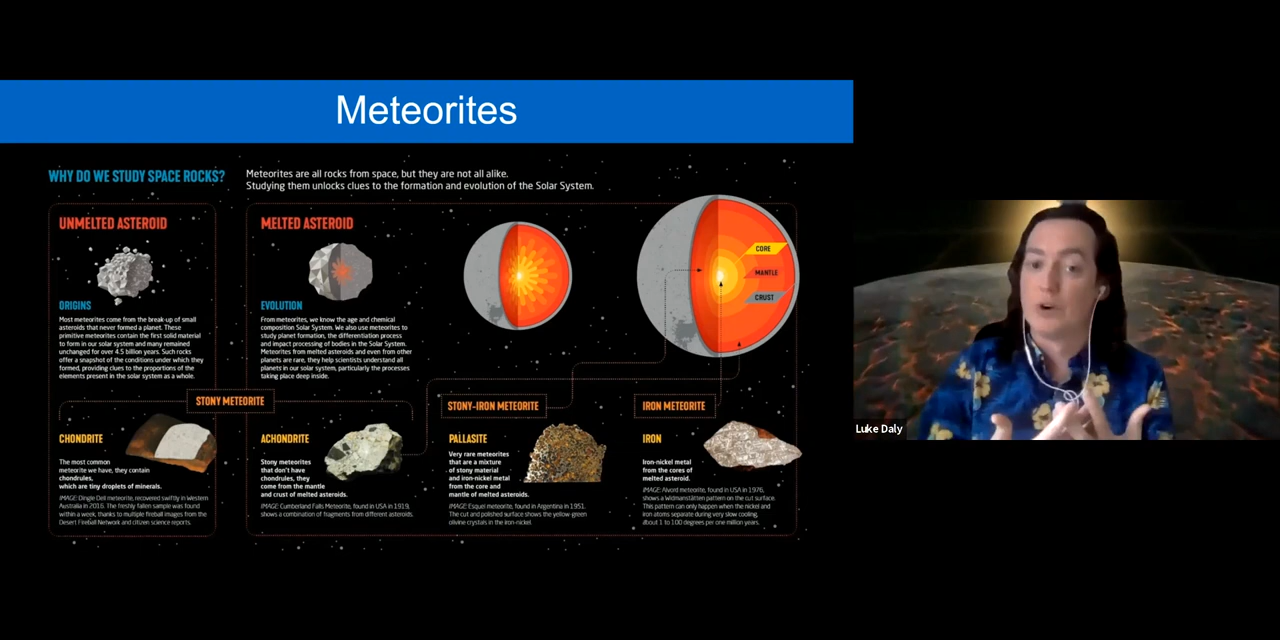 Meteorites
WHY DO WE STUDY SPACE ROCKS?
Meteorites are all rocks from space, but they are not all alike.
Studying them unlocks clues to the formation and evolution of the Solar System.
UNMELTED ASTEROID
ORIGINS
Most meteorites come from the break-up of small
asteroids that never formed a planet. These
primitive meteorites contain the first solid material
to form in our solar system and many remained
unchanged for over 4.5 billion years. Such rocks
offer a snapshot of the conditions under which they
formed, providing clues to the proportions of the
elements present in the solar system as a whole.
MELTED ASTEROID
EVOLUTION
From meteorites, we know the age and chemical
composition Solar System. We also use meteorites to
study planet formation, the differentiation process
and impact processing of bodies in the Solar System.
Meteorites from melted asteroids and even from other
planets are rare, they help scientists understand all
planets in our solar system, particularly the processes
taking place deep inside.
CORE
MANTLE
CRUST
STONY METEORITE
STONY-IRON METEORITE
IRON METEORITE
CHONDRITE
The most common
meteorite we have, they contain
chondrules,
which are tiny droplets of minerals.
IMAGE: Dingle Dell meteorite, recovered swiftly in Western
Australia in 2016. The freshly fallen sample was found
within a week, thanks to multiple fireball images from the
Desert Fireball Network and citizen science reports.
ACHONDRITE
Stony meteorites
that don't have
chondrules, they
come from the mantle
and crust of melted asteroids.
IMAGE: Cumberland Falls Meteorite, found in USA in 1919,
shows a combination of fragments from different asteroids.
PALLASITE
Very rare meteorites
that are a mixture
of stony material
and iron-nickel metal
from the core and
mantle of melted asteroids.
IMAGE: Esquel meteorite, found in Argentina in 1951.
The cut and polished surface shows the yellow-green
olivine crystals in the iron-nickel.
IRON
Iron-nickel metal
from the cores of
melted asteroids.
IMAGE: Alvord meteorite, found in USA in 1976,
shows a Widmanstätten pattern on the cut surface.
This pattern can only happen when the nickel and
iron atoms separate during very slow cooling,
about 1 to 100 degrees per one million years.
Luke Daly